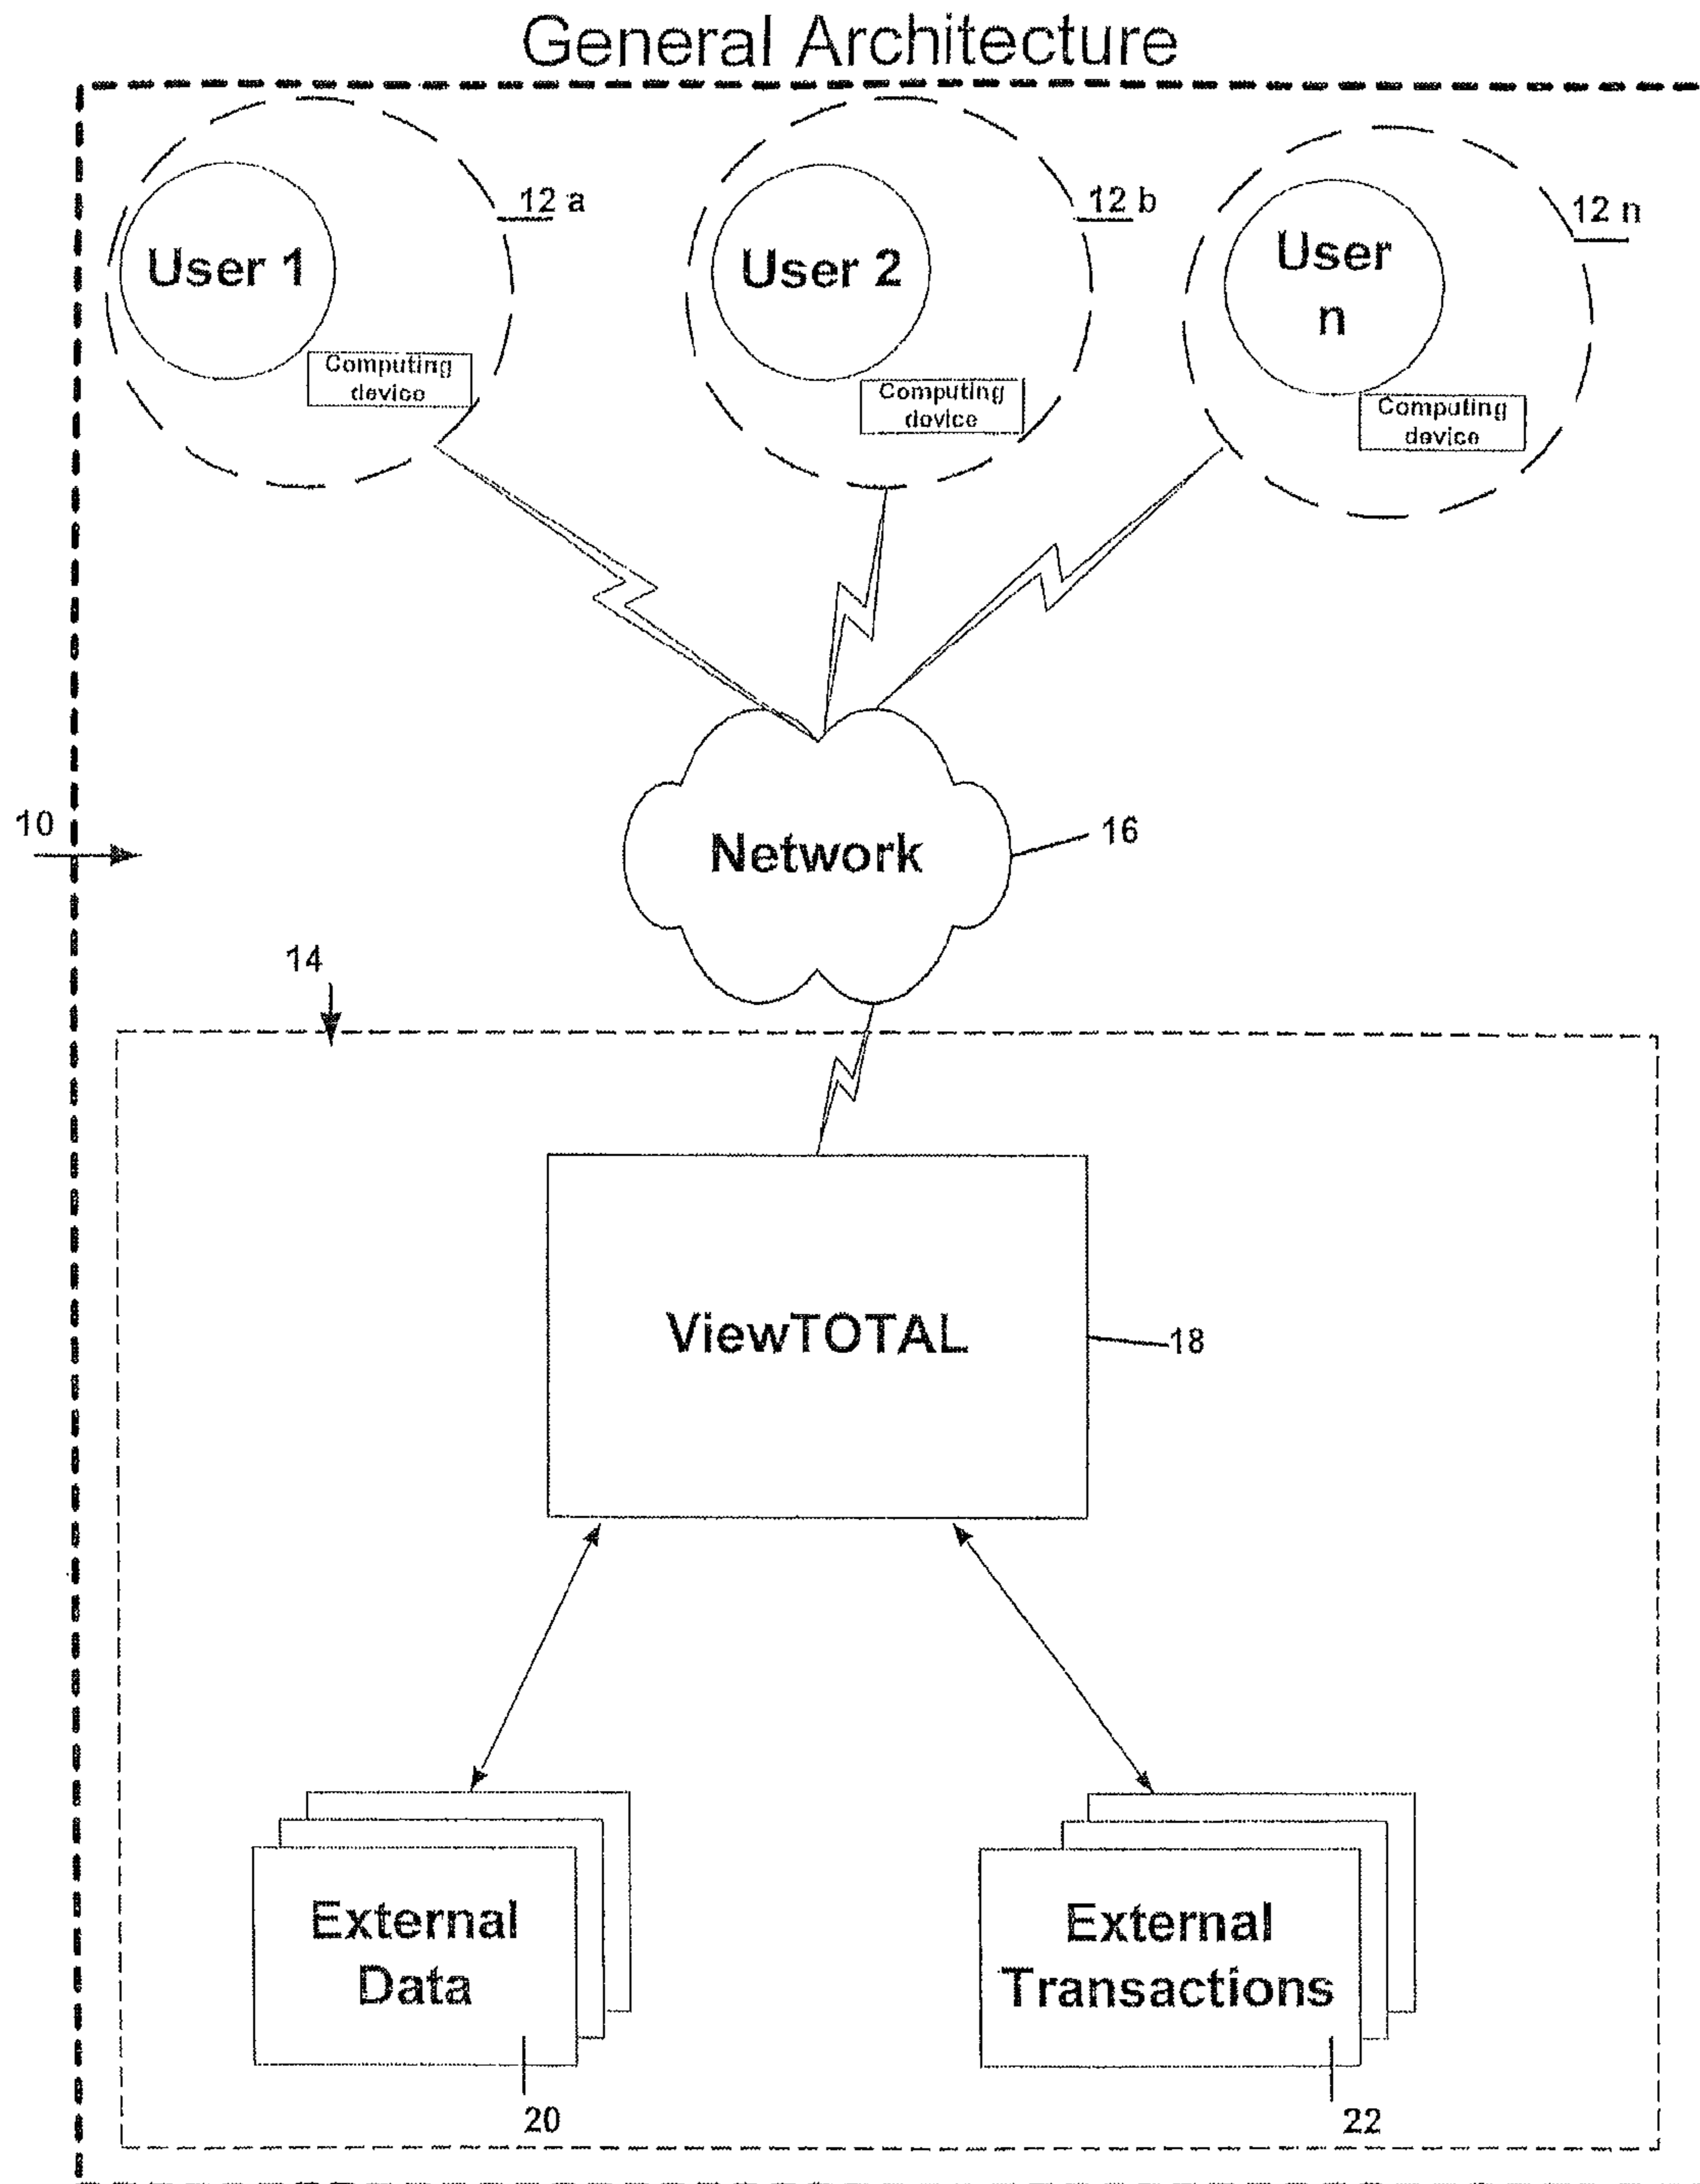 General Architecture
12 a
12 b
12 n
User 1
User 2
User
n
Computing
device
Computing
device
Computing
device
Network
16
10
14
ViewTOTAL
18
External
Data
External
Transactions
20
22